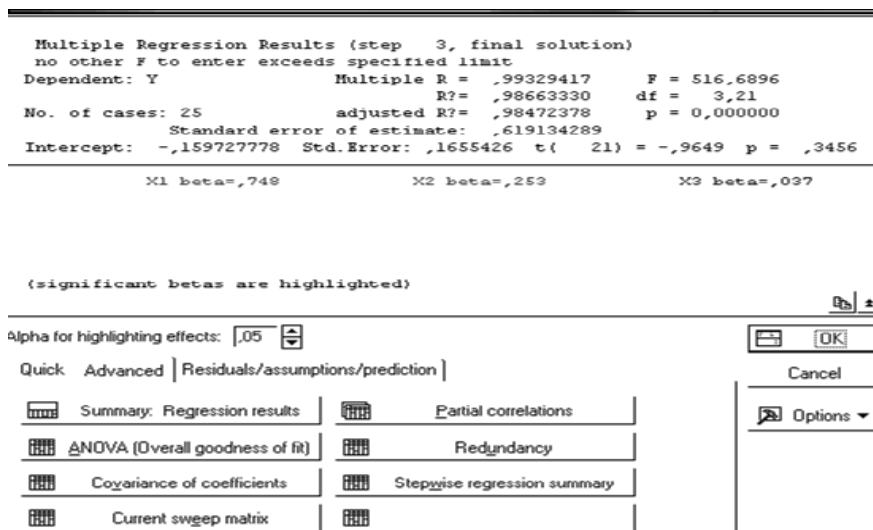 Multiple Regression Results (step 3, final solution)
no other F to enter exceeds specified limit
Dependent: Y Multiple R = ,99329417 F = 516,6896
R?= ,98663330 df = 3,21
No. of cases: 25 adjusted R?= ,98472378 p = 0,000000
Standard error of estimate: ,619134289
Intercept: -,159727778 Std.Error: ,1655426 t( 21) = -,9649 p = ,3456
X1 beta=,748 X2 beta=,253 X3 beta=,037
(significant betas are highlighted)
Alpha for highlighting effects: ,05
OK
Quick Advanced Residuals/assumptions/prediction
Cancel
Summary: Regression results Partial correlations
Options
ANOVA (Overall goodness of fit) Redundancy
Covariance of coefficients Stepwise regression summary
Current sweep matrix